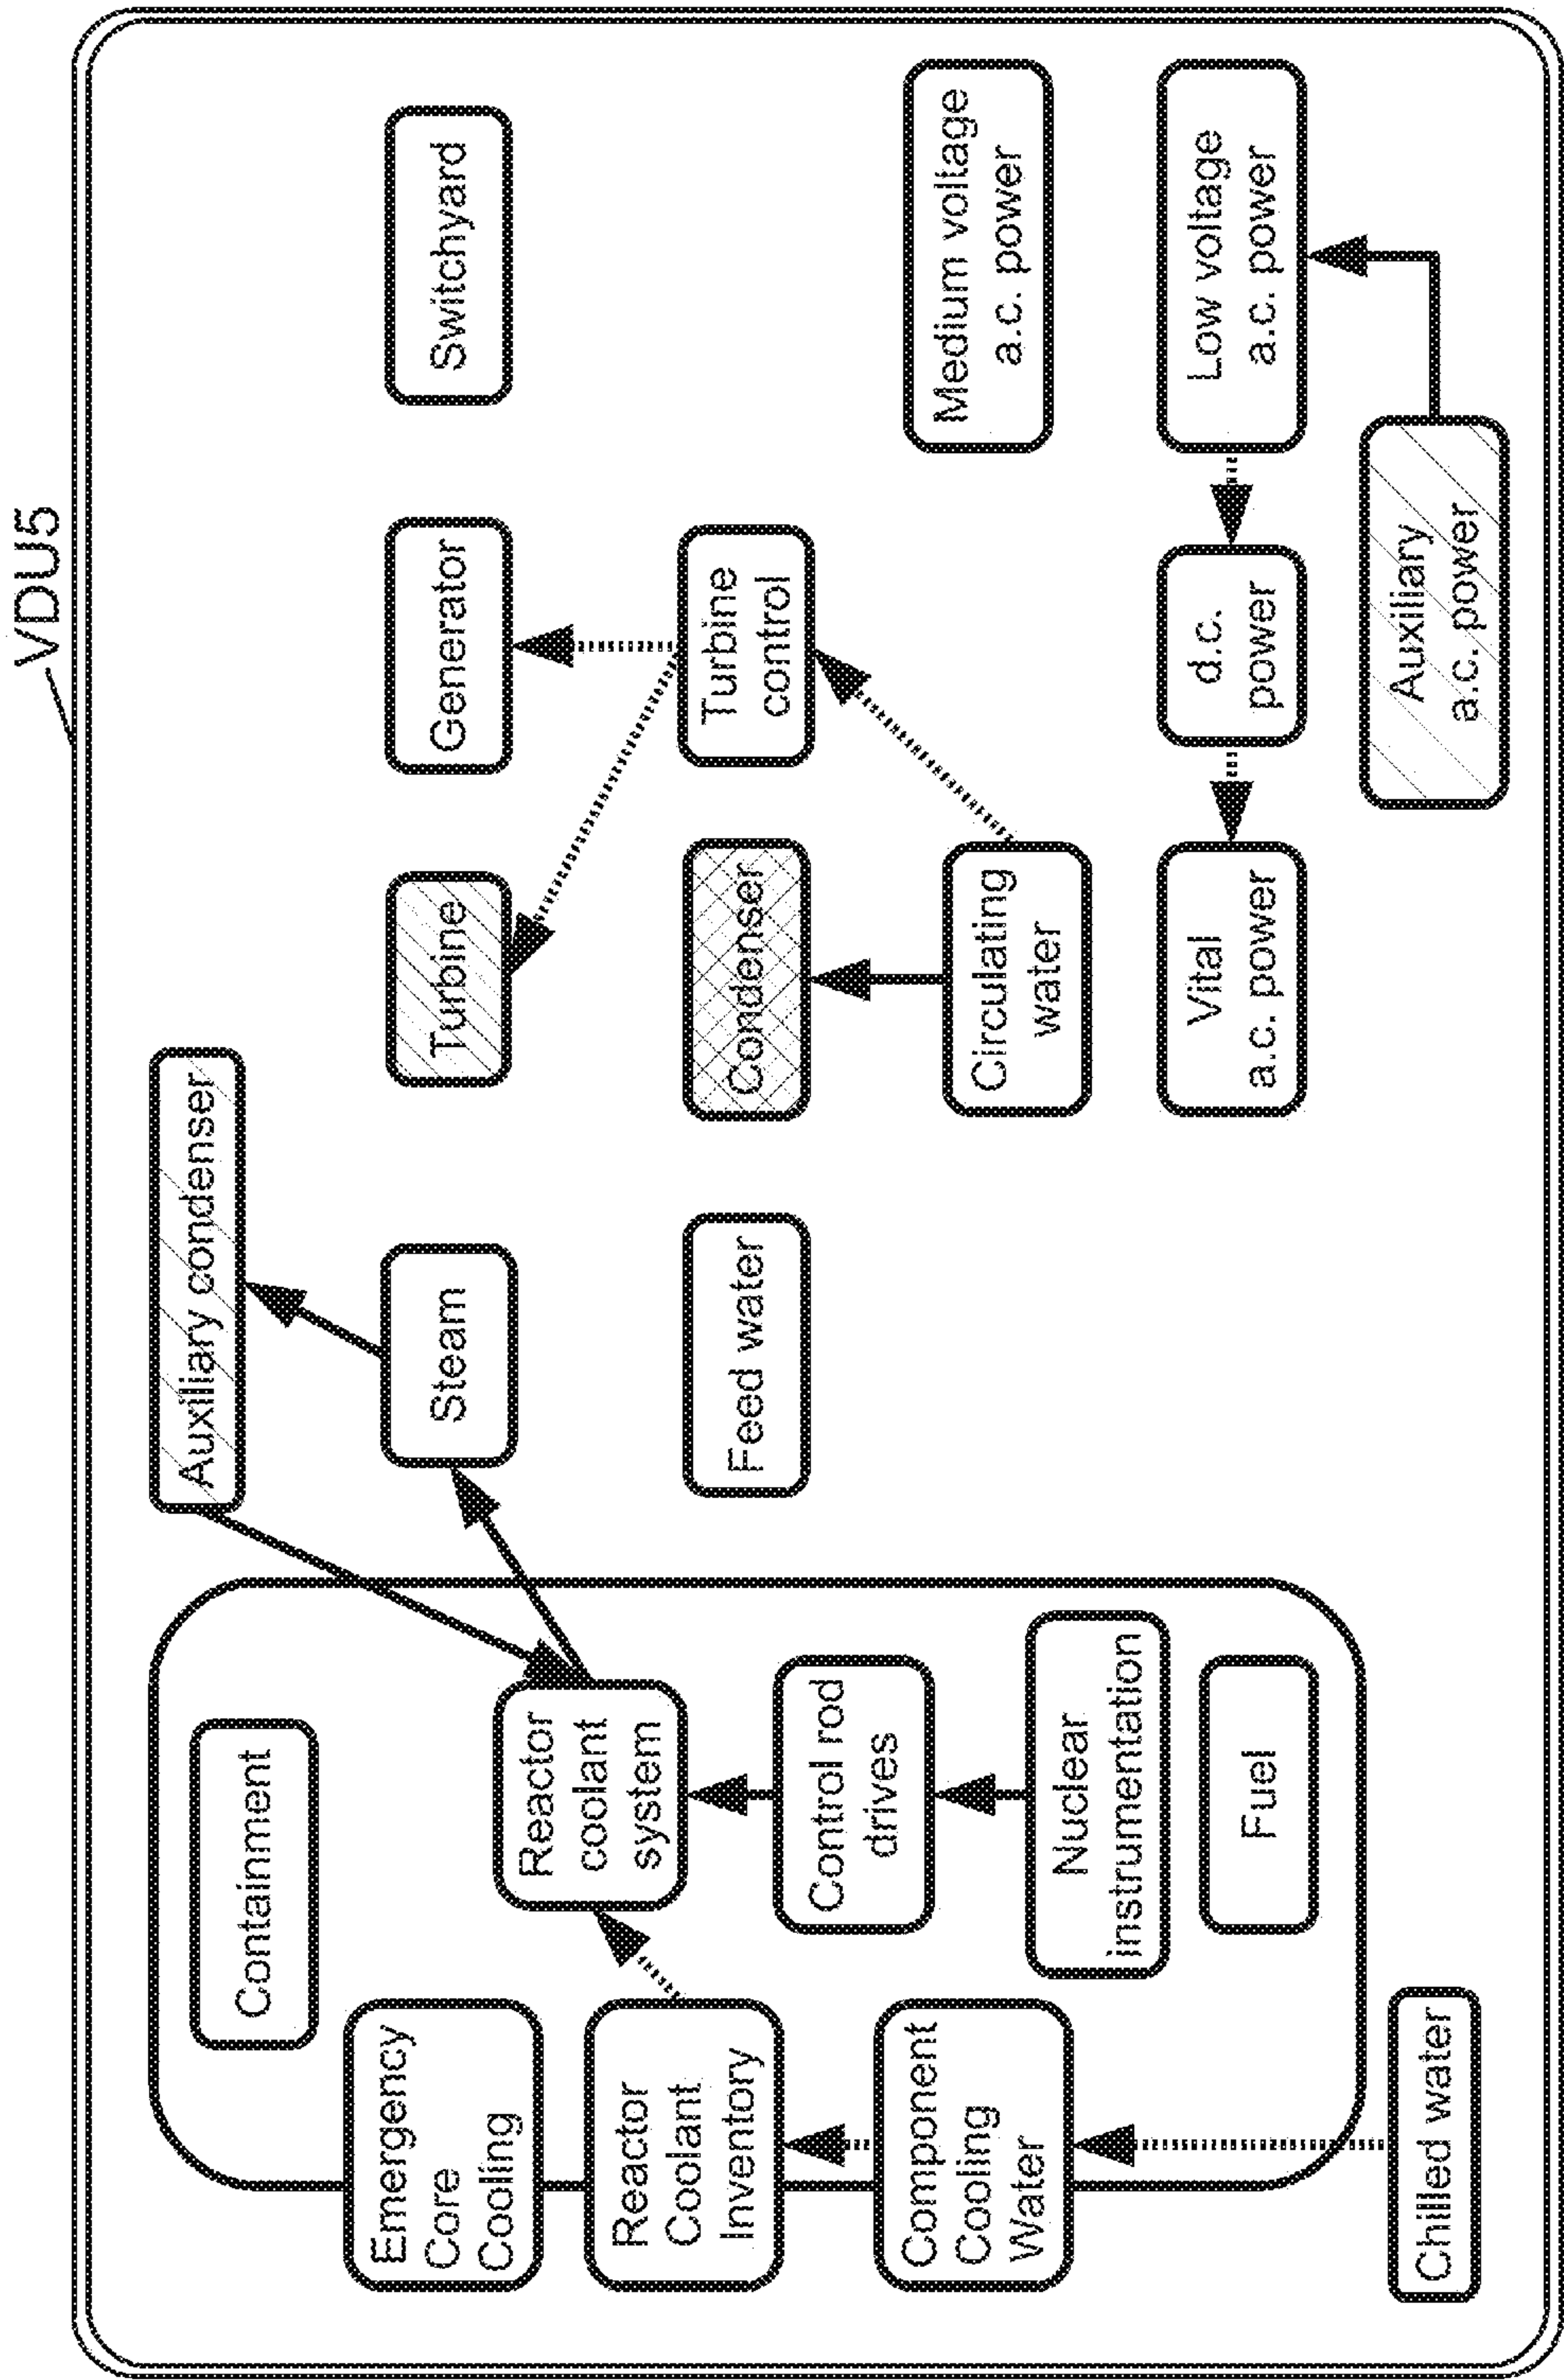 VDU5
Containment
Auxiliary condenser
Emergency
Core
Cooling
Steam
Turbine
Generator
Switchyard
Reactor
coolant
system
Reactor
Coolant
Inventory
Feed water
Condenser
Turbine
control
Control rod
drives
Component
Cooling
Water
Circulating
water
Medium voltage
a.c. power
Nuclear
instrumentation
Fuel
Vital
a.c. power
d.c.
power
Low voltage
a.c. power
Chilled water
Auxiliary
a.c. power